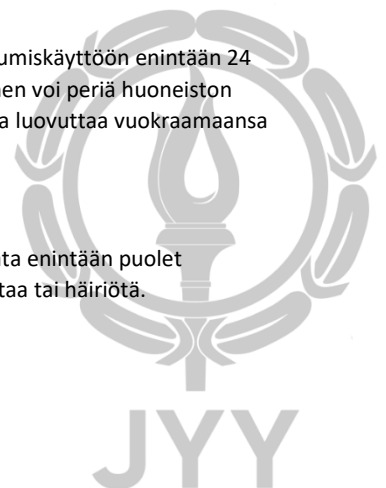 umiskäyttöön enintään 24
nen voi periä huoneiston
a luovuttaa vuokraamaansa
ta enintään puolet
taa tai häiriötä.
JYY